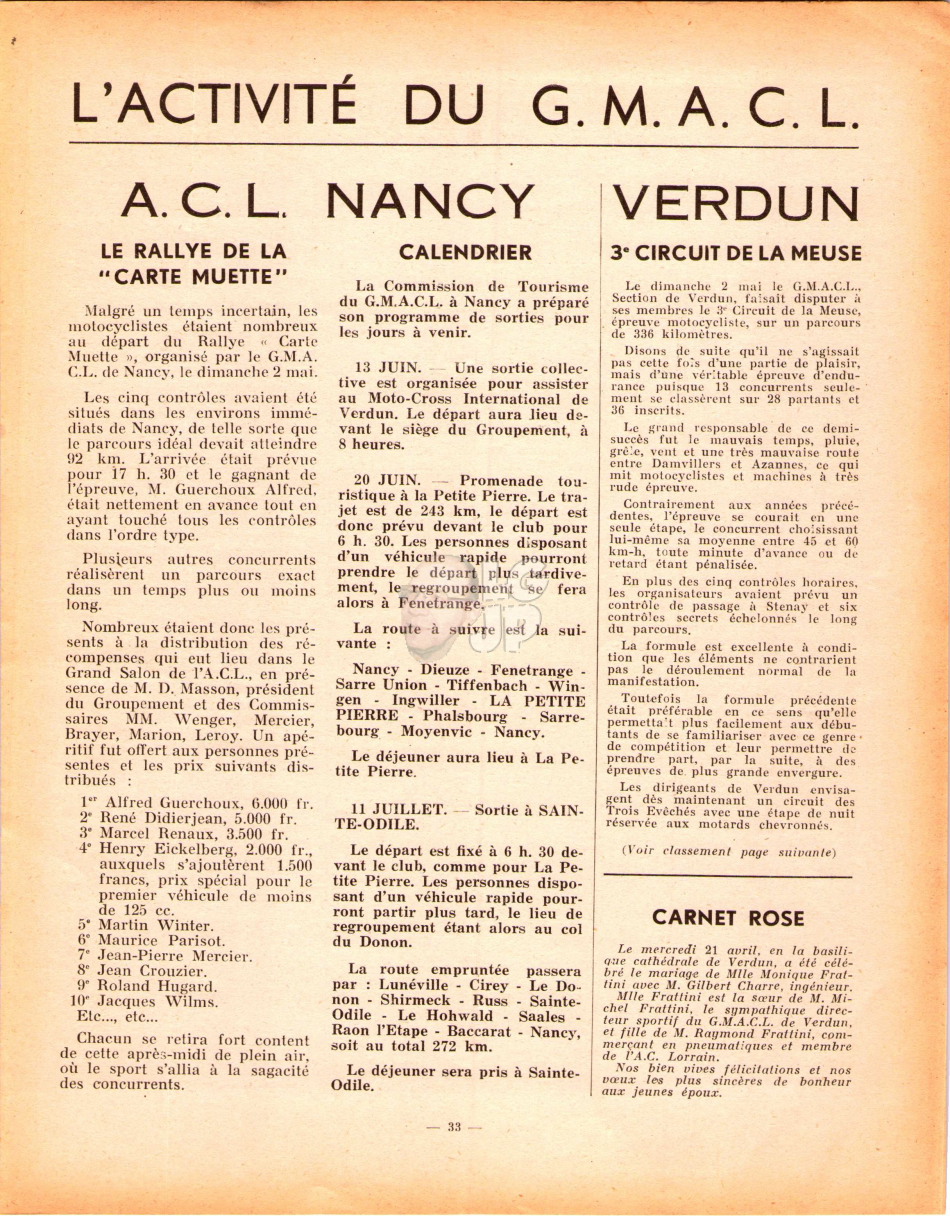 L'ACTIVITÉ DU G. M. A. C. L.
A. C. L. NANCY
LE RALLYE DE LA
"CARTE MUETTE"
Malgré un temps incertain, les
motocyclistes étaient nombreux
au départ du Rallye « Carte
Muette », organisé par le G.M.A.
C.L. de Nancy, le dimanche 2 mai.
Les cinq contrôles avaient été
situés dans les environs immé-
diats de Nancy, de telle sorte que
le parcours idéal devait atteindre
92 km. L'arrivée était prévue
pour 17 h. 30 et le gagnant de
l'épreuve, M. Guerchoux Alfred,
était nettement en avance tout en
ayant touché tous les contrôles
dans l'ordre type.
Plusieurs autres concurrents
réalisèrent un parcours exact
dans un temps plus ou moins
long.
Nombreux étaient donc les pré-
sents à la distribution des ré-
compenses qui eut lieu dans le
Grand Salon de l'A.C.L., en pré-
sence de M. D. Masson, président
du Groupement et des Commis-
saires MM. Wenger, Mercier,
Brayer, Marion, Leroy. Un apé-
ritif fut offert aux personnes pré-
sentes et les prix suivants dis-
tribués :
1er Alfred Guerchoux, 6.000 fr.
2e René Didierjean, 5.000 fr.
3e Marcel Renaux, 3.500 fr.
4e Henry Eickelberg, 2.000 fr.,
auxquels s'ajoutèrent 1.500
francs, prix spécial pour le
premier véhicule de moins
de 125 cc.
5e Martin Winter.
6e Maurice Parisot.
7e Jean-Pierre Mercier.
8e Jean Crouzier.
9e Roland Hugard.
10e Jacques Wilms.
Etc..., etc...
Chacun se retira fort content
de cette après-midi de plein air,
où le sport s'allia à la sagacité
des concurrents.
CALENDRIER
La Commission de Tourisme
du G.M.A.C.L. à Nancy a préparé
son programme de sorties pour
les jours à venir.
13 JUIN. — Une sortie collec-
tive est organisée pour assister
au Moto-Cross International de
Verdun. Le départ aura lieu de-
vant le siège du Groupement, à
8 heures.
20 JUIN. — Promenade tou-
ristique à la Petite Pierre. Le tra-
jet est de 243 km, le départ est
donc prévu devant le club pour
6 h. 30. Les personnes disposant
d'un véhicule rapide pourront
prendre le départ plus tardive-
ment, le regroupement se fera
alors à Fenetrange.
La route à suivre est la sui-
vante :
Nancy - Dieuze - Fenetrange -
Sarre Union - Tiffenbach - Win-
gen - Ingwiller - LA PETITE
PIERRE - Phalsbourg - Sarre-
bourg - Moyenvic - Nancy.
Le déjeuner aura lieu à La Pe-
tite Pierre.
11 JUILLET. — Sortie à SAIN-
TE-ODILE.
Le départ est fixé à 6 h. 30 de-
vant le club, comme pour La Pe-
tite Pierre. Les personnes dispo-
sant d'un véhicule rapide pour-
ront partir plus tard, le lieu de
regroupement étant alors au col
du Donon.
La route empruntée passera
par : Lunéville - Cirey - Le Do-
non - Shirmeck - Russ - Sainte-
Odile - Le Hohwald - Saales -
Raon l'Etape - Baccarat - Nancy,
soit au total 272 km.
Le déjeuner sera pris à Sainte-
Odile.
VERDUN
3e CIRCUIT DE LA MEUSE
Le dimanche 2 mai le G.M.A.C.L.,
Section de Verdun, faisait disputer à
ses membres le 3e Circuit de la Meuse,
épreuve motocycliste, sur un parcours
de 336 kilomètres.
Disons de suite qu'il ne s'agissait
pas cette fois d'une partie de plaisir,
mais d'une véritable épreuve d'endu-
rance puisque 13 concurrents seule-
ment se classèrent sur 28 partants et
36 inscrits.
Le grand responsable de ce demi-
succès fut le mauvais temps, pluie,
grêle, vent et une très mauvaise route
entre Damvillers et Azannes, ce qui
mit motocyclistes et machines à très
rude épreuve.
Contrairement aux années précé-
dentes, l'épreuve se courait en une
seule étape, le concurrent choisissant
lui-même sa moyenne entre 45 et 60
km-h, toute minute d'avance ou de
retard étant pénalisée.
En plus des cinq contrôles horaires,
les organisateurs avaient prévu un
contrôle de passage à Stenay et six
contrôles secrets échelonnés le long
du parcours.
La formule est excellente à condi-
tion que les éléments ne contrarient
pas le déroulement normal de la
manifestation.
Toutefois la formule précédente
était préférable en ce sens qu'elle
permettait plus facilement aux débu-
tants de se familiariser avec ce genre
de compétition et leur permettre de
prendre part, par la suite, à des
épreuves de plus grande envergure.
Les dirigeants de Verdun envisa-
gent dès maintenant un circuit des
Trois Evêchés avec une étape de nuit
réservée aux motards chevronnés.
(Voir classement page suivante)
CARNET ROSE
Le mercredi 21 avril, en la basili-
que cathédrale de Verdun, a été célé-
bré le mariage de Mlle Monique Frat-
tini avec M. Gilbert Charre, ingénieur.
Mlle Frattini est la sœur de M. Mi-
chel Frattini, le sympathique direc-
teur sportif du G.M.A.C.L. de Verdun,
et fille de M. Raymond Frattini, com-
merçant en pneumatiques et membre
de l'A.C. Lorrain.
Nos bien vives félicitations et nos
vœux les plus sincères de bonheur
aux jeunes époux.
— 33 —